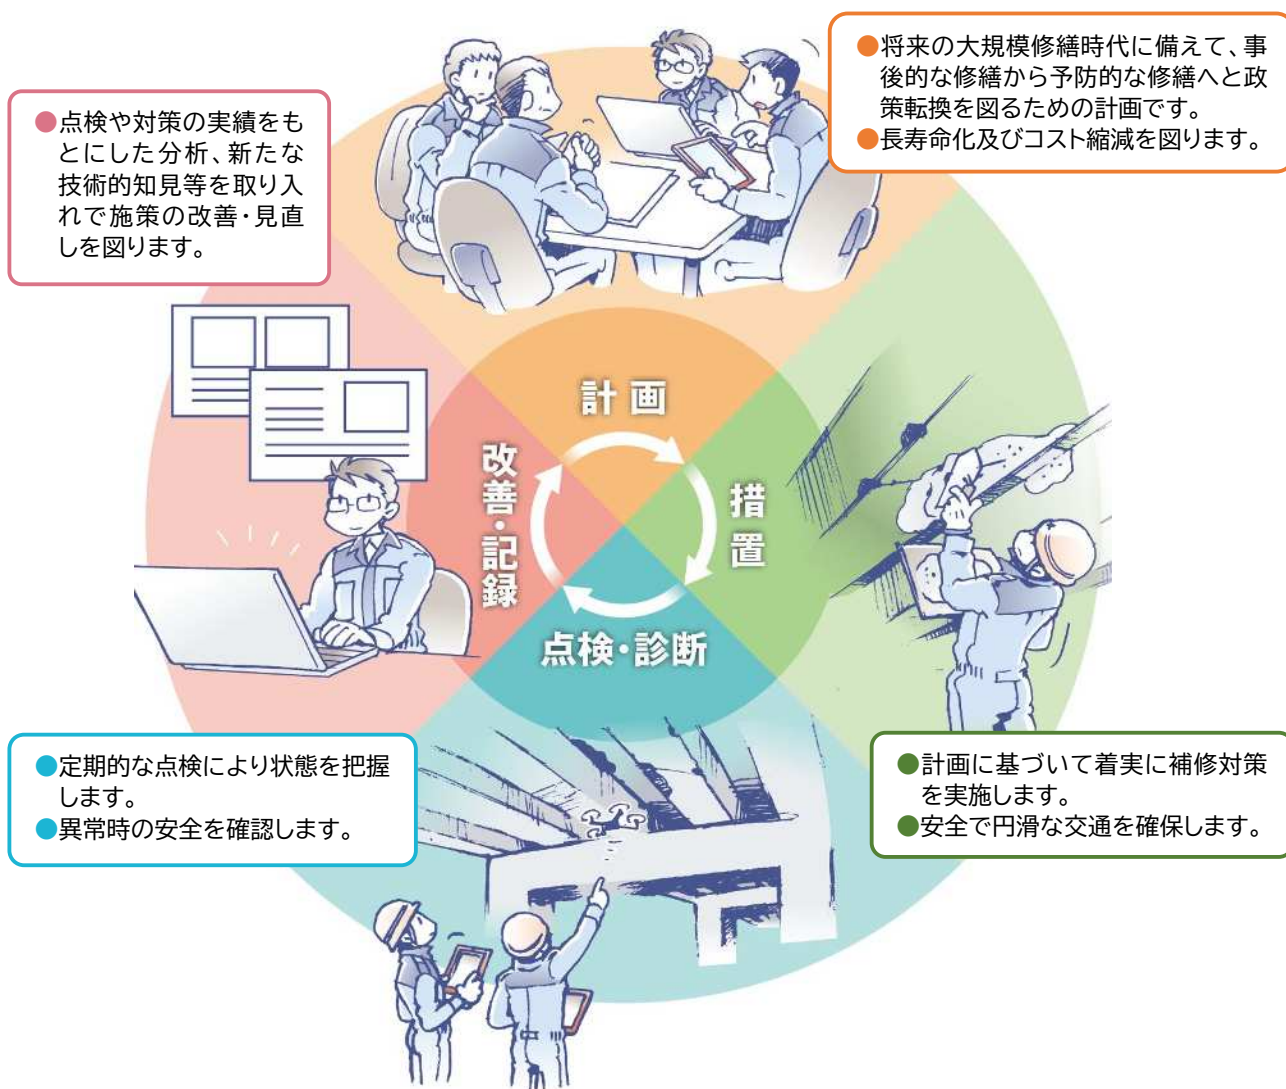 ●将来の大規模修繕時代に備えて、事
後的な修繕から予防的な修繕へと政
策転換を図るための計画です。
●長寿命化及びコスト縮減を図ります。
●点検や対策の実績をも
とにした分析、新たな
技術的知見等を取り入
れで施策の改善・見直
しを図ります。
計画
措置
点検・診断
改善・記録
●定期的な点検により状態を把握
します。
●異常時の安全を確認します。
●計画に基づいて着実に補修対策
を実施します。
●安全で円滑な交通を確保します。